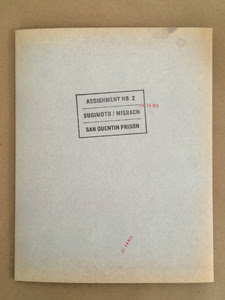 ASSIGNMENT NO. 2
SUGIMOTO / MISRACH
SAN QUENTIN PRISON